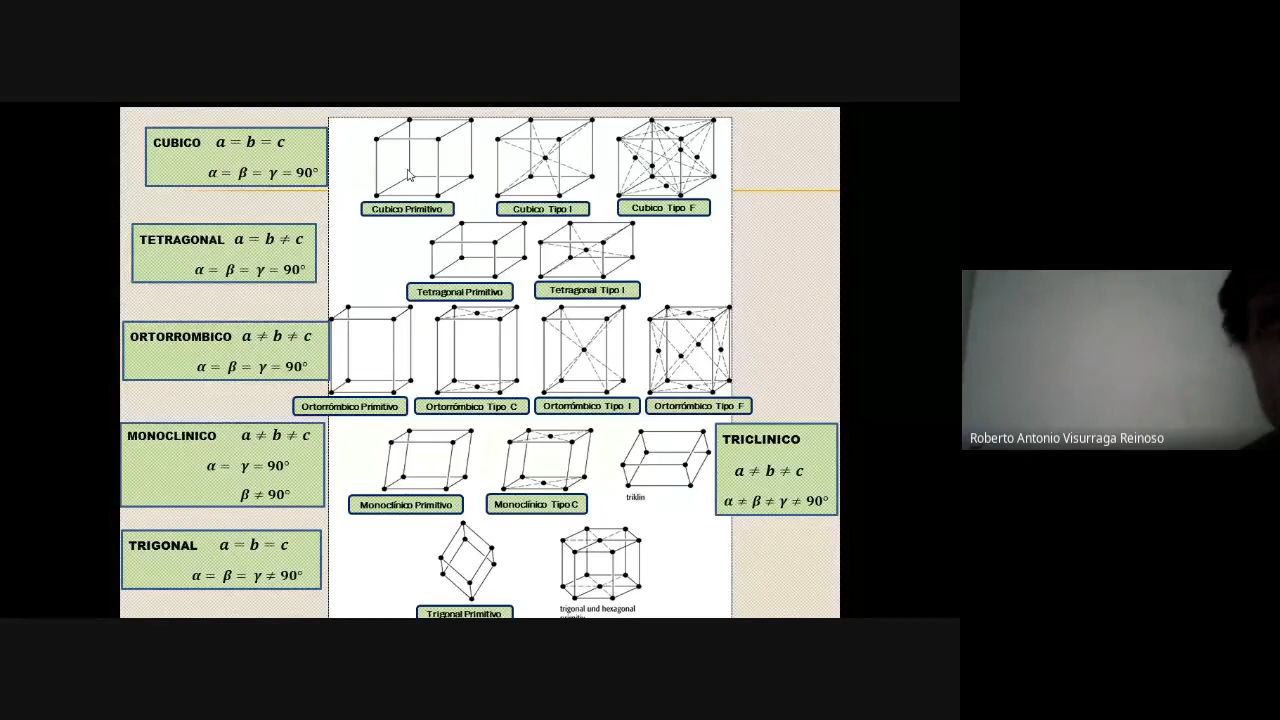 CUBICO a = b = c
α = β = γ = 90°
Cubico Primitivo
Cubico Tipo I
Cubico Tipo F
TETRAGONAL a = b ≠ c
α = β = γ = 90°
Tetragonal Primitivo
Tetragonal Tipo I
ORTORROMBICO a ≠ b ≠ c
α = β = γ = 90°
Ortorrómbico Primitivo
Ortorrómbico Tipo C
Ortorrómbico Tipo I
Ortorrómbico Tipo F
MONOCLINICO a ≠ b ≠ c
α = γ = 90°
β ≠ 90°
Monoclínico Primitivo
Monoclínico Tipo C
triklin
TRICLINICO
a ≠ b ≠ c
α ≠ β ≠ γ ≠ 90°
TRIGONAL a = b = c
α = β = γ ≠ 90°
Trigonal Primitivo
trigonal und hexagonal
Roberto Antonio Visurraga Reinoso